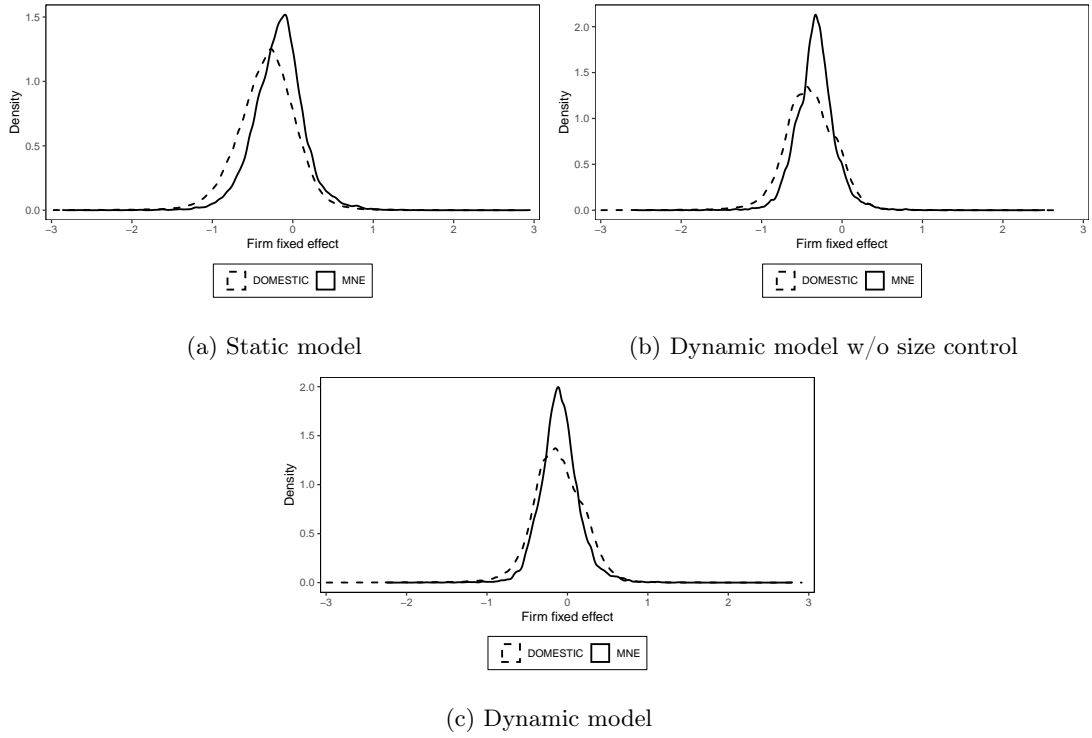 1.5
1.0
0.5
0.0
Density
−3 −2 −1 0 1 2 3
Firm fixed effect
DOMESTIC MNE
(a) Static model
2.0
1.5
1.0
0.5
0.0
Density
−3 −2 −1 0 1 2 3
Firm fixed effect
DOMESTIC MNE
(b) Dynamic model w/o size control
2.0
1.5
1.0
0.5
0.0
Density
−3 −2 −1 0 1 2 3
Firm fixed effect
DOMESTIC MNE
(c) Dynamic model